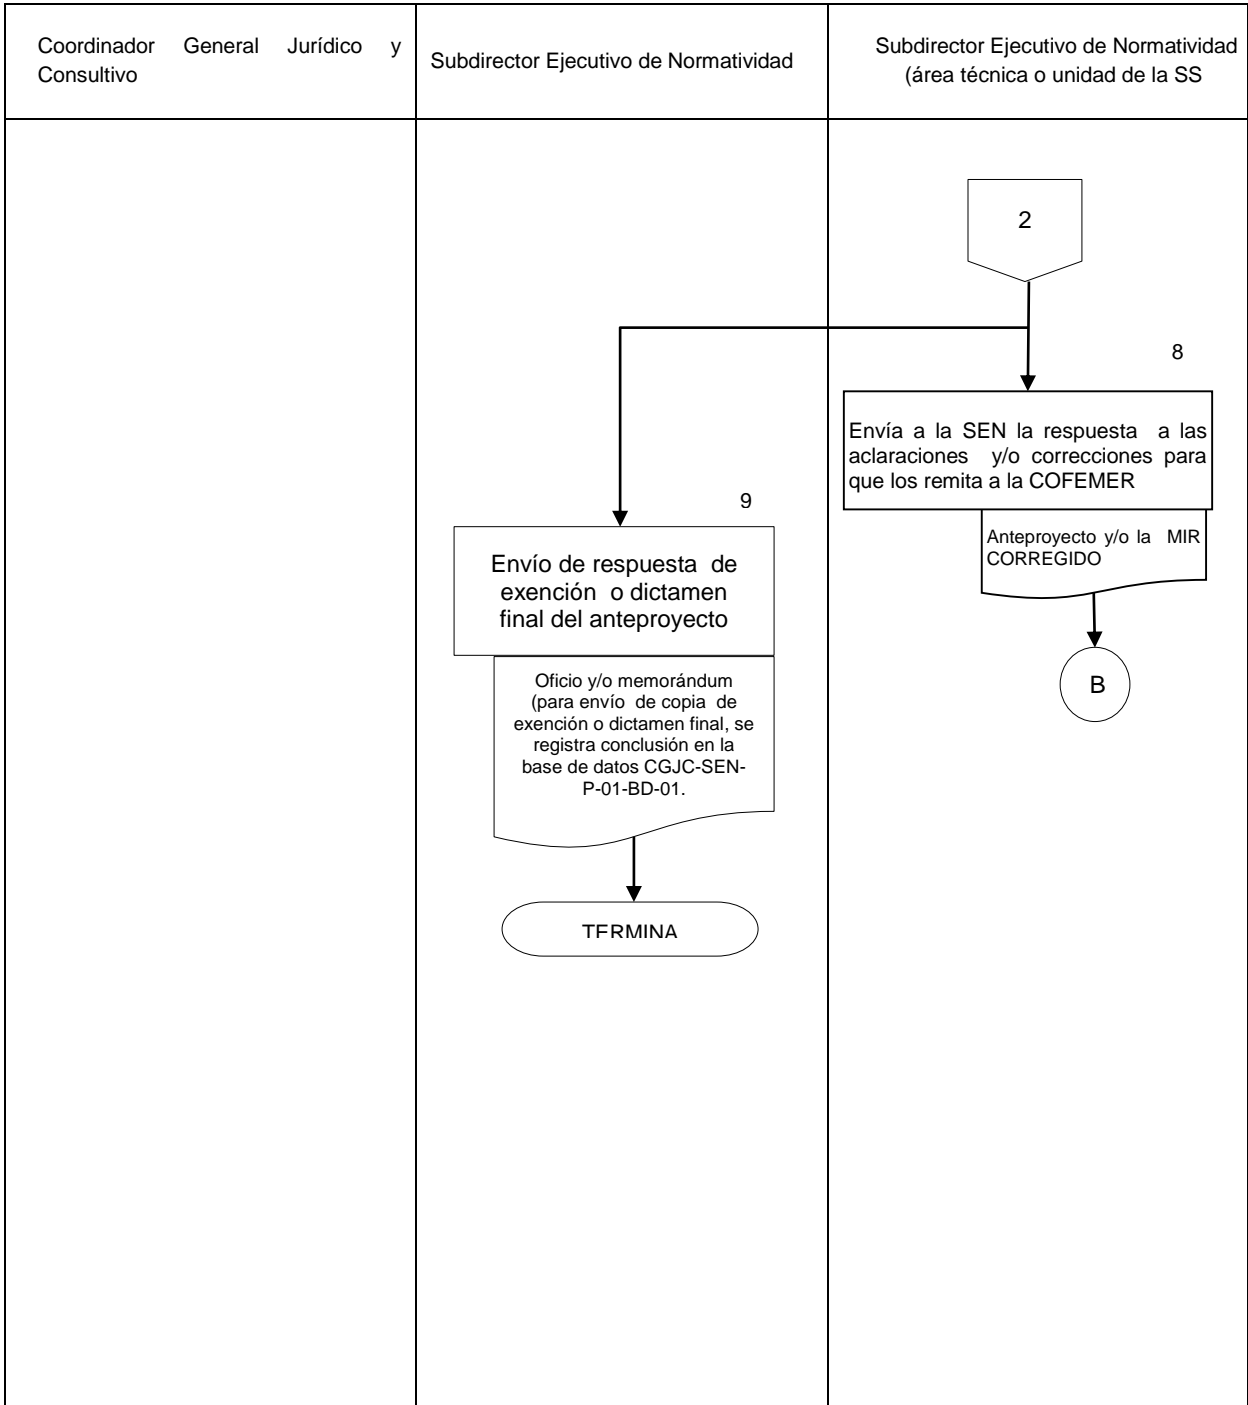 Coordinador General Jurídico y
Consultivo
Subdirector Ejecutivo de Normatividad
Subdirector Ejecutivo de Normatividad
(área técnica o unidad de la SS
2
8
Envía a la SEN la respuesta a las
aclaraciones y/o correcciones para
que los remita a la COFEMER
Anteproyecto y/o la MIR
CORREGIDO
B
9
Envío de respuesta de
exención o dictamen
final del anteproyecto
Oficio y/o memorándum
(para envío de copia de
exención o dictamen final, se
registra conclusión en la
base de datos CGJC-SEN-
P-01-BD-01.
TERMINA